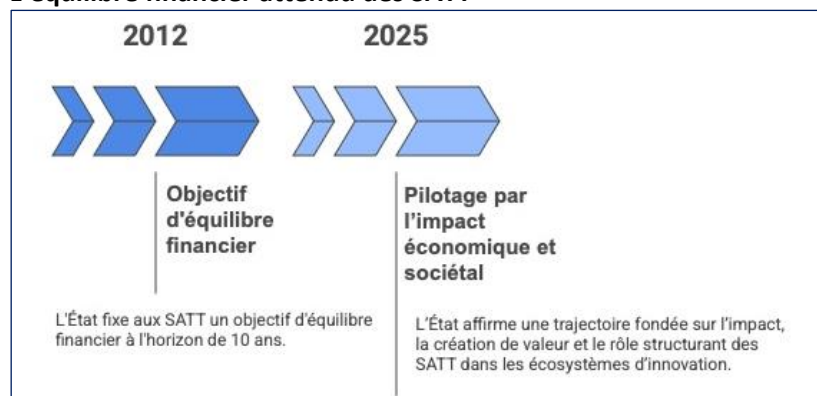 2012
2025
Objectif
d'équilibre
financier
L'État fixe aux SATT un objectif d'équilibre
financier à l'horizon de 10 ans.
Pilotage par
l'impact
économique et
sociétal
L'État affirme une trajectoire fondée sur l'impact,
la création de valeur et le rôle structurant des
SATT dans les écosystèmes d'innovation.